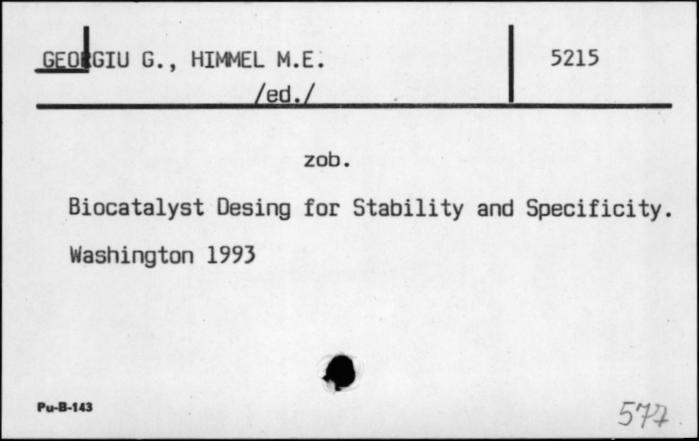 GEORGIU G., HIMMEL M.E. 5215
/ed./
zob.
Biocatalyst Desing for Stability and Specificity.
Washington 1993
Pu-B-143
577